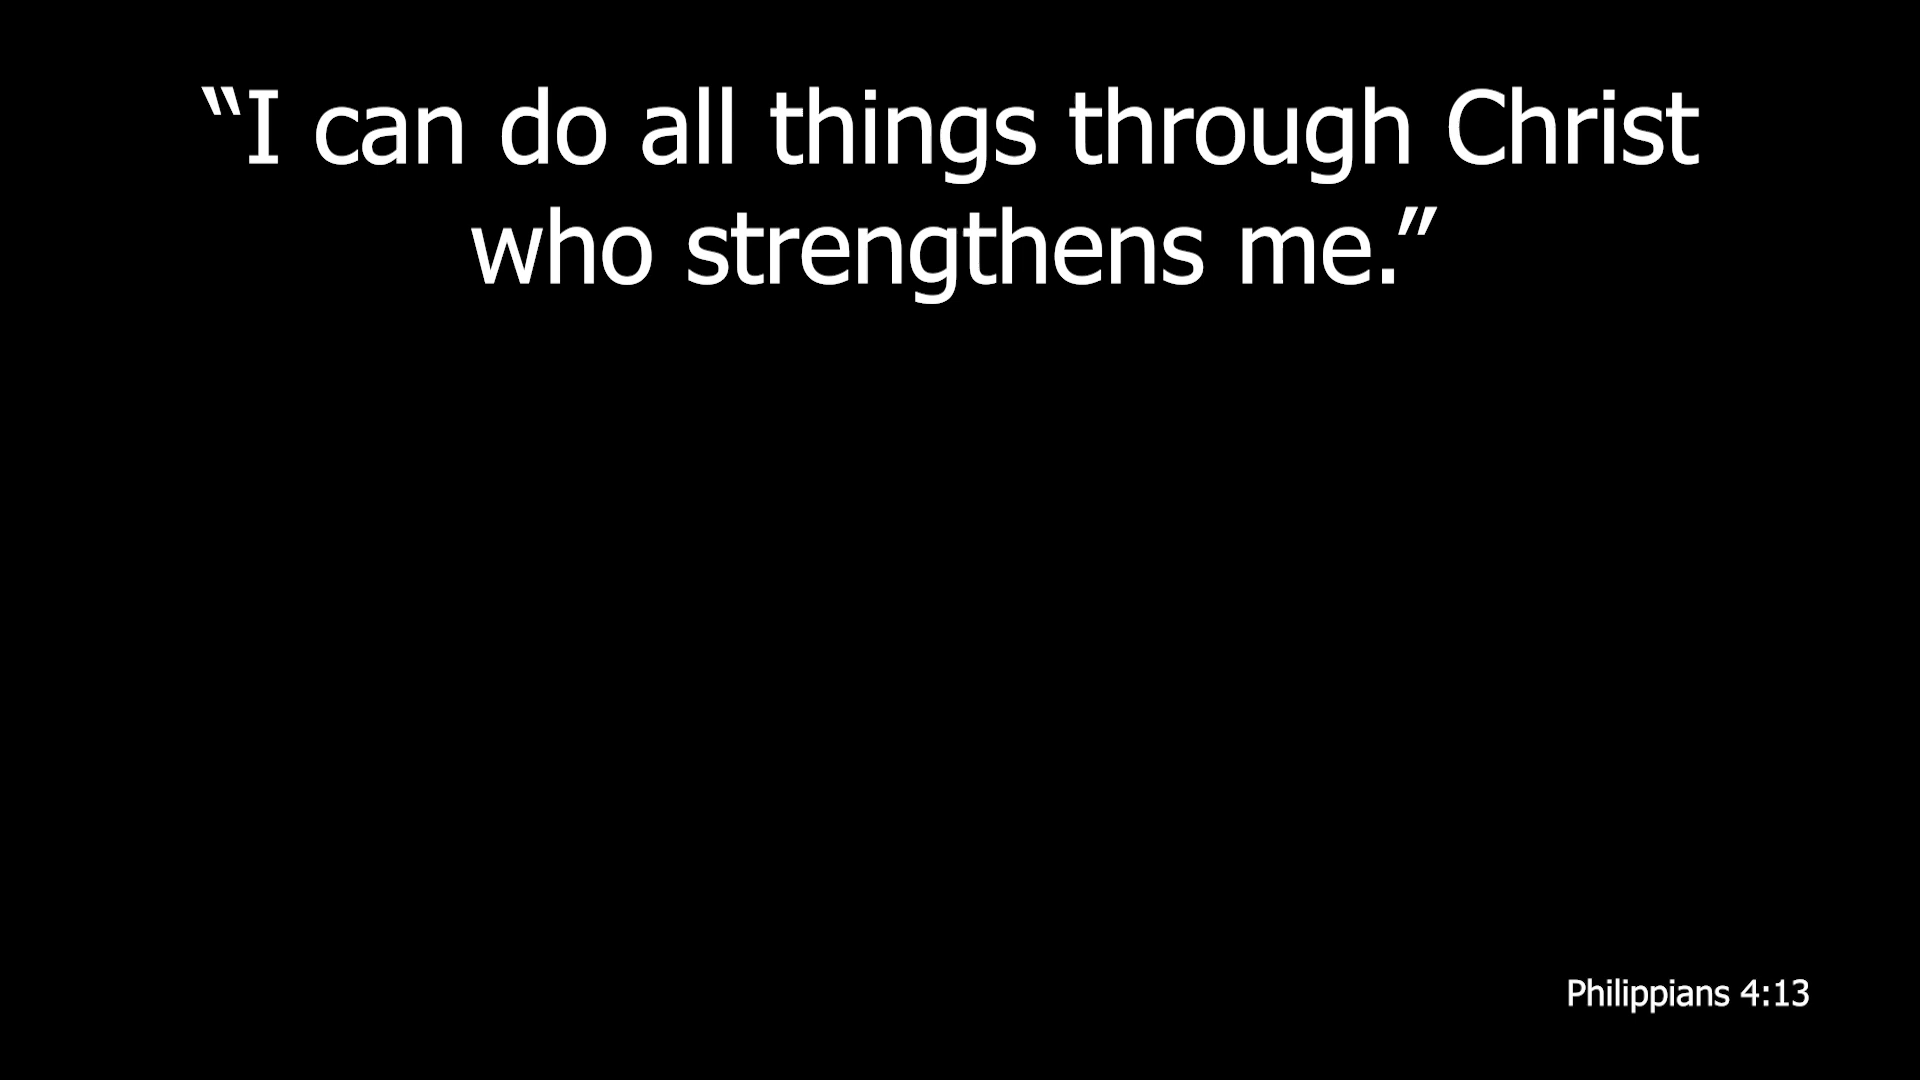 “I can do all things through Christ
who strengthens me.”
Philippians 4:13